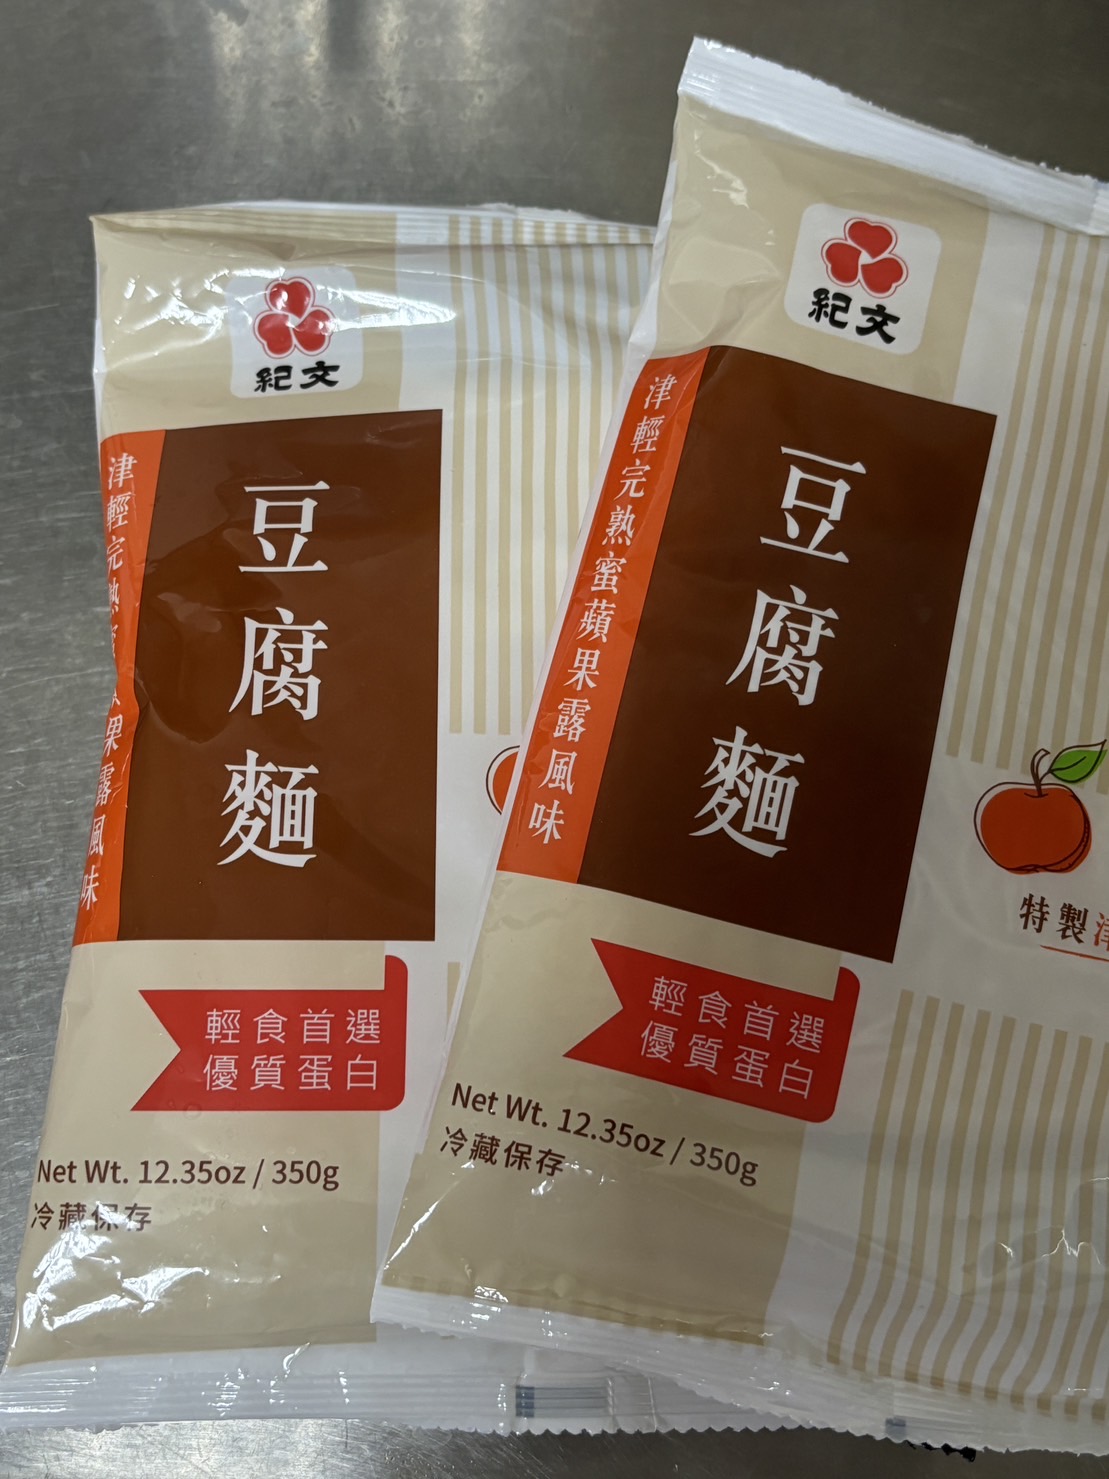 紀文
豆腐麵
津輕完熟蜜蘋果露風味
輕食首選
優質蛋白
Net Wt. 12.35oz / 350g
冷藏保存
紀文
豆腐麵
津輕完熟蜜蘋果露風味
特製津
輕食首選
優質蛋白
Net Wt. 12.35oz / 350g
冷藏保存